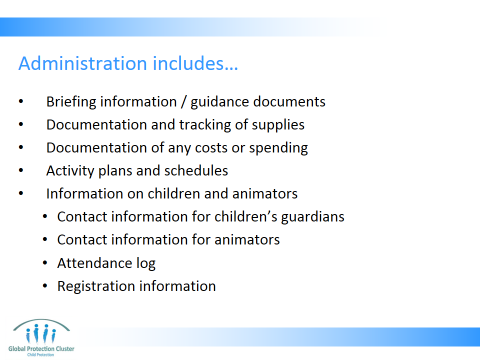 Administration includes…
• Briefing information / guidance documents
• Documentation and tracking of supplies
• Documentation of any costs or spending
• Activity plans and schedules
• Information on children and animators
• Contact information for children’s guardians
• Contact information for animators
• Attendance log
• Registration information
Global Protection Cluster
Child Protection